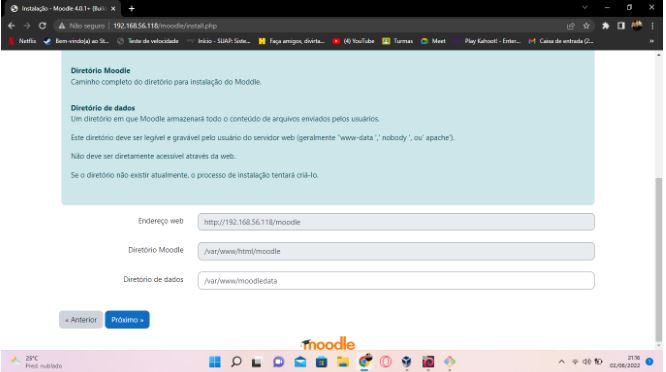 Instalação - Moodle 4.0.1+ (Build
Não seguro
192.168.56.118/moodle/install.php
Netflix
Bem-vindo(a) ao St...
Teste de velocidade
Início - SUAP: Siste...
Faça amigos, divirta...
(4) YouTube
Turmas
Meet
Play Kahoot! - Enter...
Caixa de entrada (2...
Diretório Moodle
Caminho completo do diretório para instalação do Moddle.
Diretório de dados
Um diretório em que Moodle armazenará todo o conteúdo de arquivos enviados pelos usuários.
Este diretório deve ser legível e gravável pelo usuário do servidor web (geralmente 'www-data ',' nobody ', ou' apache').
Não deve ser diretamente acessível através da web.
Se o diretório não existir atualmente, o processo de instalação tentará criá-lo.
Endereço web
http://192.168.56.118/moodle
Diretório Moodle
/var/www/html/moodle
Diretório de dados
/var/www/moodledata
« Anterior
Próximo »
moodle
Pred. nublado
21:16
02/08/2022